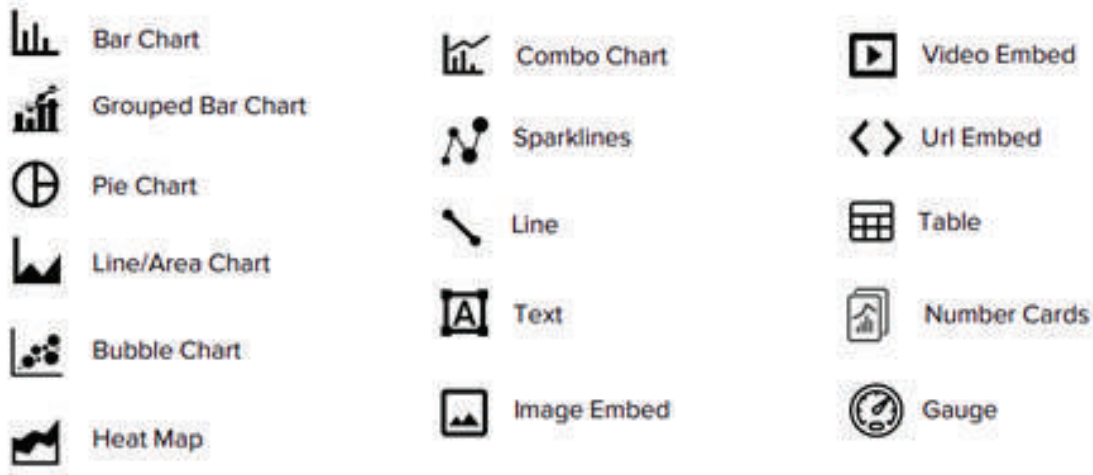 Bar Chart
Grouped Bar Chart
Pie Chart
Line/Area Chart
Bubble Chart
Heat Map
Combo Chart
Sparklines
Line
A
Text
Image Embed
Video Embed
Url Embed
Table
Number Cards
Gauge